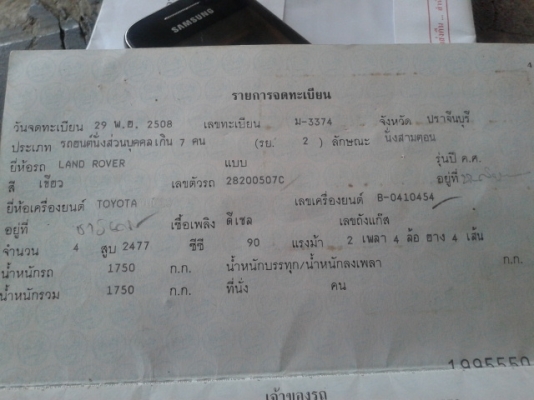 SAMSUNG
รายการจดทะเบียน
วันจดทะเบียน 29 พ.ย. 2508 เลขทะเบียน ม-3374 จังหวัด ปราจีนบุรี
ประเภท รถยนต์นั่งส่วนบุคคลเกิน 7 คน (รย. 2 ) ลักษณะ นั่งสามตอน
ยี่ห้อรถ LAND ROVER แบบ รุ่นปี ค.ศ.
สี เขียว เลขตัวรถ 28200507C อยู่ที่
ยี่ห้อเครื่องยนต์ TOYOTA เลขเครื่องยนต์ B-0410454
อยู่ที่ เชื้อเพลิง ดีเซล เลขถังแก๊ส
จำนวน 4 สูบ 2477 ซีซี 90 แรงม้า 2 เพลา 4 ล้อ ยาง 4 เส้น
น้ำหนักรถ 1750 ก.ก. น้ำหนักบรรทุก/น้ำหนักลงเพลา ก.ก.
น้ำหนักรวม 1750 ก.ก. ที่นั่ง คน
1995550
เจ้าของรถ